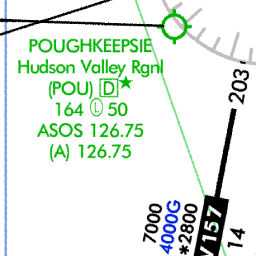 POUGHKEEPSIE
Hudson Valley Rgnl
(POU) D
164 L 50
ASOS 126.75
(A) 126.75
203
7000
4000G
*2800
V157
14